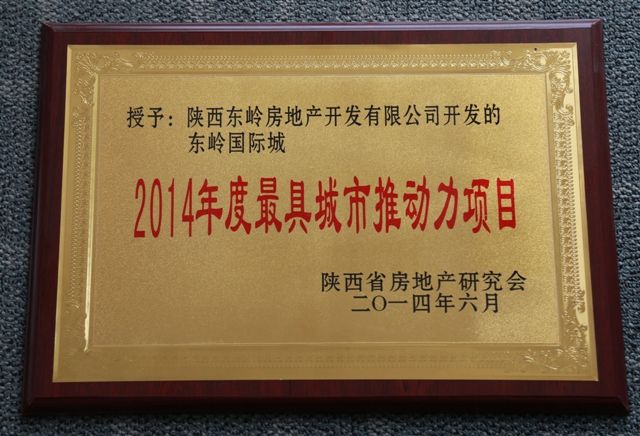 授予：陕西东岭房地产开发有限公司开发的
东岭国际城
2014年度最具城市推动力项目
陕西省房地产研究会
二〇一四年六月